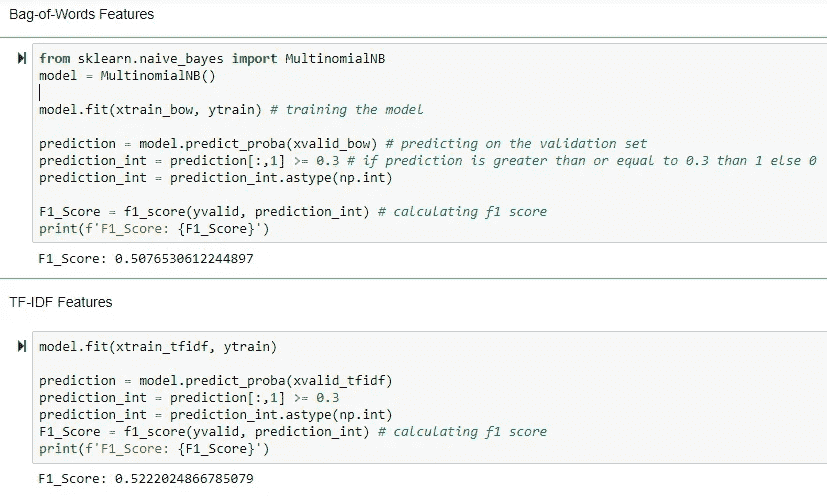 Bag-of-Words Features
from sklearn.naive_bayes import MultinomialNB
model = MultinomialNB()
model.fit(xtrain_bow, ytrain) # training the model
prediction = model.predict_proba(xvalid_bow) # predicting on the validation set
prediction_int = prediction[:,1] >= 0.3 # if prediction is greater than or equal to 0.3 than 1 else 0
prediction_int = prediction_int.astype(np.int)
F1_Score = f1_score(yvalid, prediction_int) # calculating f1 score
print(f'F1_Score: {F1_Score}')
F1_Score: 0.5076530612244897
TF-IDF Features
model.fit(xtrain_tfidf, ytrain)
prediction = model.predict_proba(xvalid_tfidf)
prediction_int = prediction[:,1] >= 0.3
prediction_int = prediction_int.astype(np.int)
F1_Score = f1_score(yvalid, prediction_int) # calculating f1 score
print(f'F1_Score: {F1_Score}')
F1_Score: 0.5222024866785079